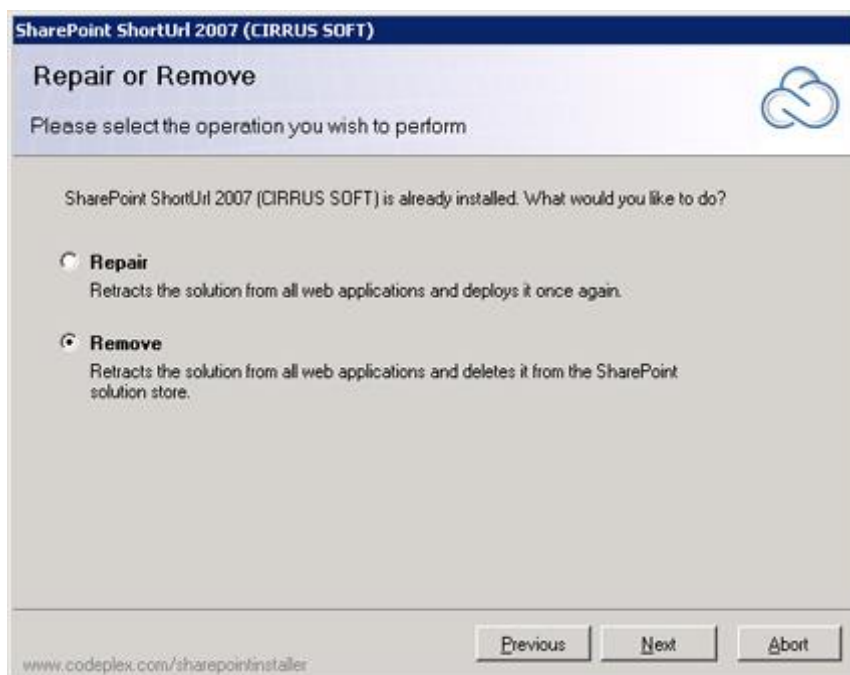 SharePoint ShortUrl 2007 (CIRRUS SOFT)
Repair or Remove
Please select the operation you wish to perform
SharePoint ShortUrl 2007 (CIRRUS SOFT) is already installed. What would you like to do?
Repair
Retracts the solution from all web applications and deploys it once again.
Remove
Retracts the solution from all web applications and deletes it from the SharePoint
solution store.
Previous Next Abort
www.codeplex.com/sharepointinstaller